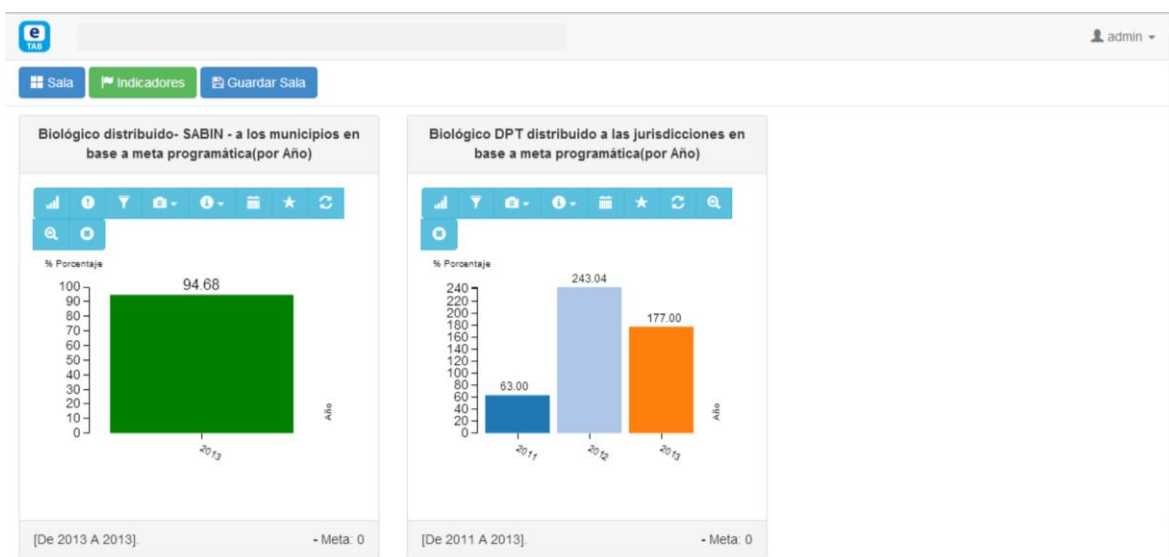 e
TAB
admin
Sala
Indicadores
Guardar Sala
Biológico distribuido- SABIN - a los municipios en
base a meta programática(por Año)
% Porcentaje
100
94.68
90
80
70
60
50
40
30
20
10
0
Año
2013
[De 2013 A 2013].
- Meta: 0
Biológico DPT distribuido a las jurisdicciones en
base a meta programática(por Año)
% Porcentaje
243.04
240
220
200
177.00
180
160
140
120
100
80
63.00
60
40
20
0
Año
2011
2012
2013
[De 2011 A 2013].
- Meta: 0